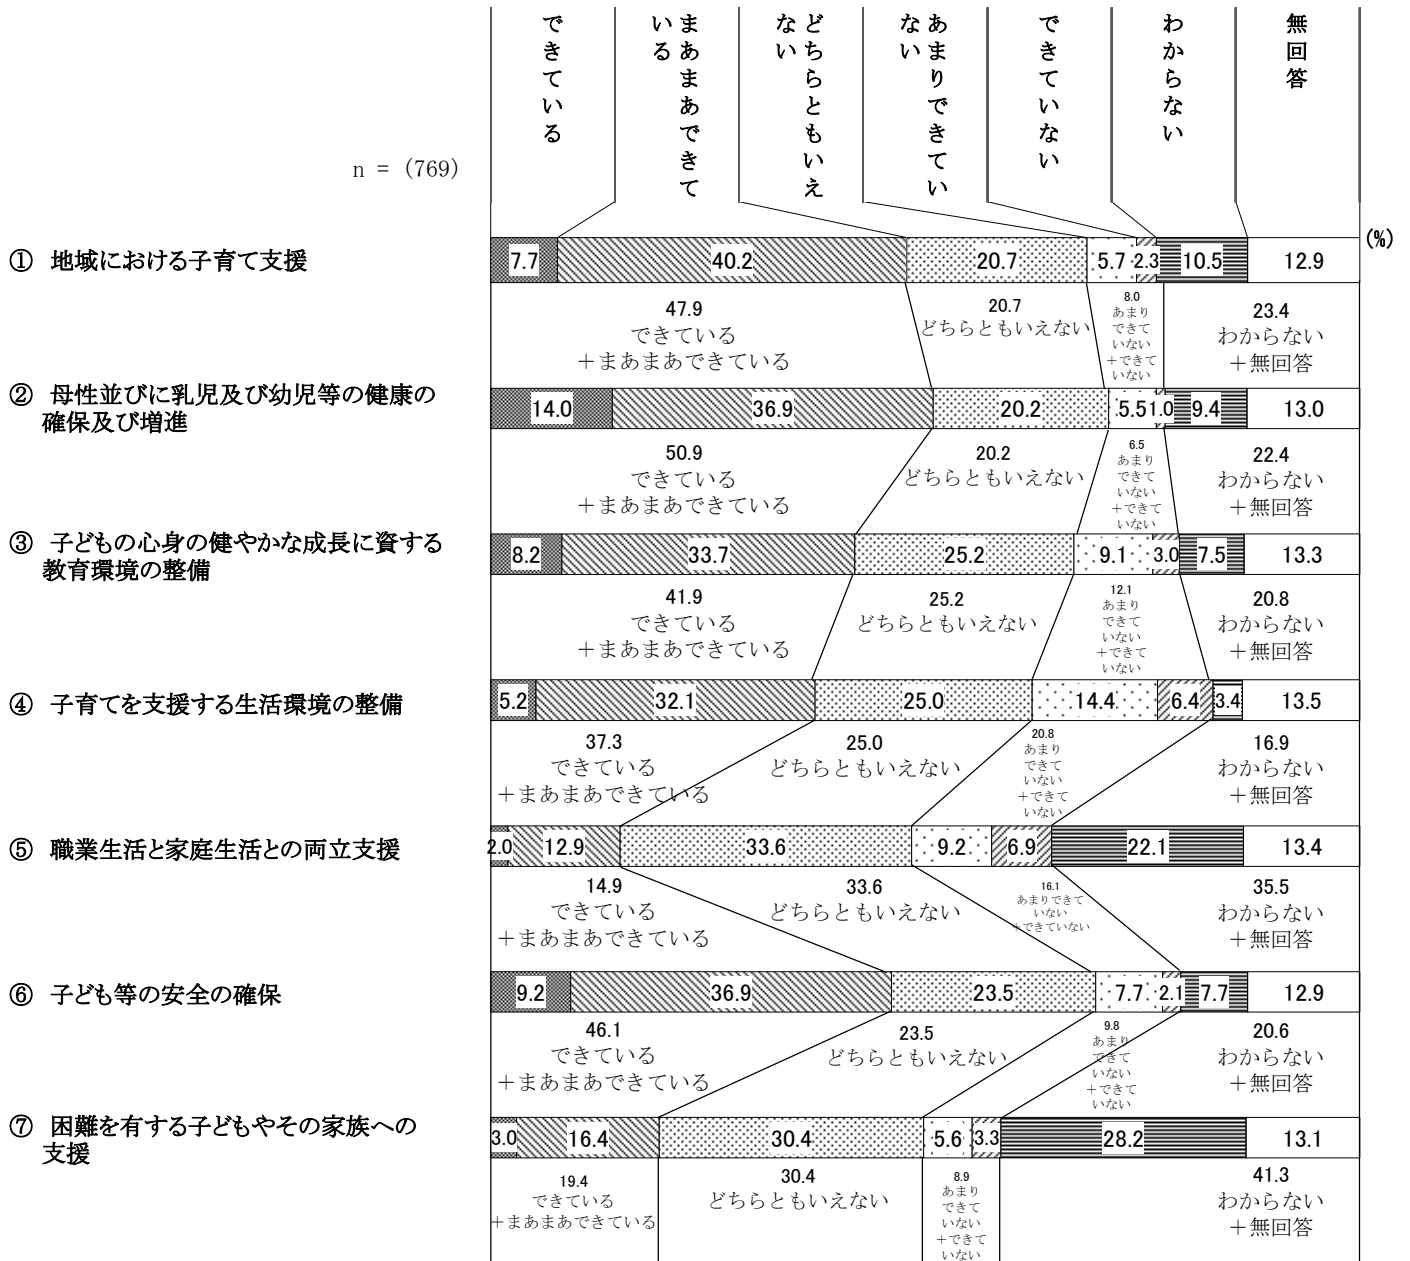 できている
まあまあできて
いる
どちらともいえ
ない
あまりできてい
ない
できていない
わからない
無回答
n = (769)
(%)
① 地域における子育て支援
7.7 40.2 20.7 5.7 2.3 10.5 12.9
47.9
できている
＋まあまあできている
20.7
どちらともいえない
8.0
あまり
できて
いない
＋できて
いない
23.4
わからない
＋無回答
② 母性並びに乳児及び幼児等の健康の
確保及び増進
14.0 36.9 20.2 5.5 1.0 9.4 13.0
50.9
できている
＋まあまあできている
20.2
どちらともいえない
6.5
あまり
できて
いない
＋できて
いない
22.4
わからない
＋無回答
③ 子どもの心身の健やかな成長に資する
教育環境の整備
8.2 33.7 25.2 9.1 3.0 7.5 13.3
41.9
できている
＋まあまあできている
25.2
どちらともいえない
12.1
あまり
できて
いない
＋できて
いない
20.8
わからない
＋無回答
④ 子育てを支援する生活環境の整備
5.2 32.1 25.0 14.4 6.4 3.4 13.5
37.3
できている
＋まあまあできている
25.0
どちらともいえない
20.8
あまり
できて
いない
＋できて
いない
16.9
わからない
＋無回答
⑤ 職業生活と家庭生活との両立支援
2.0 12.9 33.6 9.2 6.9 22.1 13.4
14.9
できている
＋まあまあできている
33.6
どちらともいえない
16.1
あまりできて
いない
＋できていない
35.5
わからない
＋無回答
⑥ 子ども等の安全の確保
9.2 36.9 23.5 7.7 2.1 7.7 12.9
46.1
できている
＋まあまあできている
23.5
どちらともいえない
9.8
あまり
できて
いない
＋できて
いない
20.6
わからない
＋無回答
⑦ 困難を有する子どもやその家族への
支援
3.0 16.4 30.4 5.6 3.3 28.2 13.1
19.4
できている
＋まあまあできている
30.4
どちらともいえない
8.9
あまり
できて
いない
＋できて
いない
41.3
わからない
＋無回答